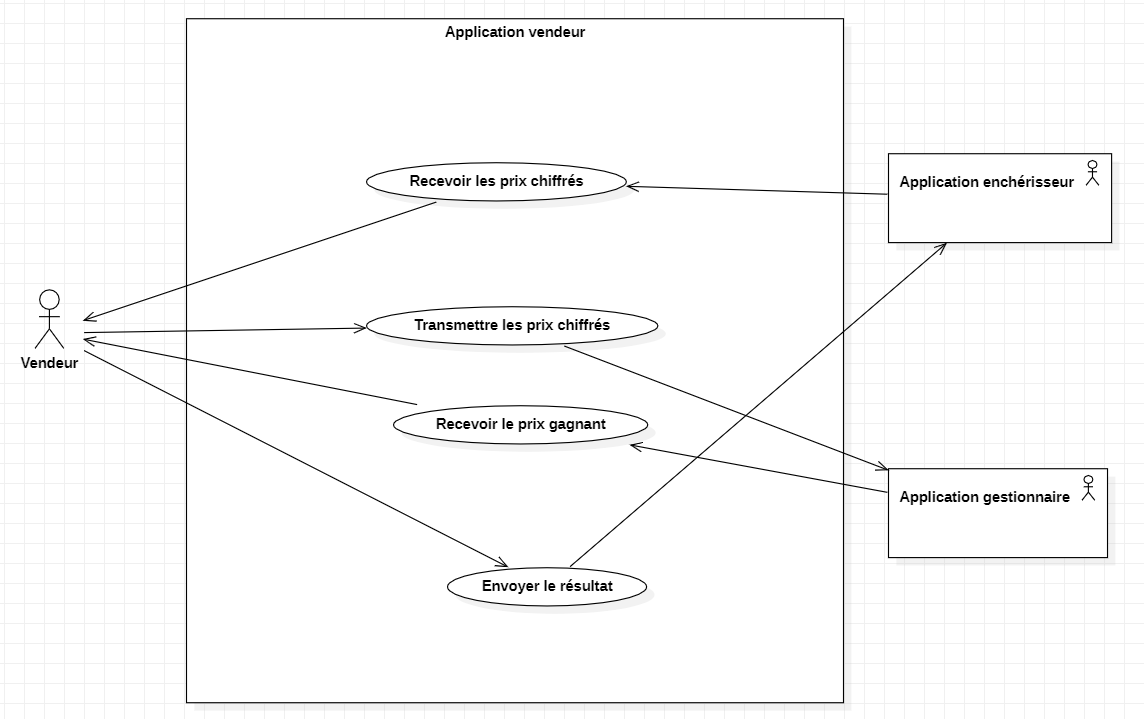 Application vendeur
Recevoir les prix chiffrés
Application enchérisseur
Transmettre les prix chiffrés
Vendeur
Recevoir le prix gagnant
Application gestionnaire
Envoyer le résultat